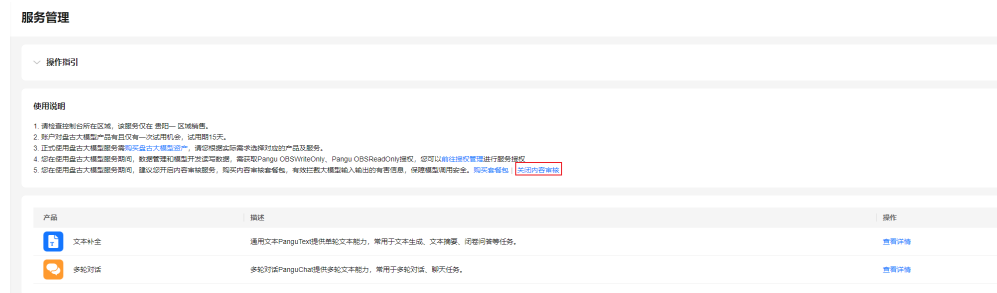 服务管理
操作指引
使用说明
1. 请检查控制台所在区域，该服务仅在 贵阳一 区域销售。
2. 账户对盘古大模型产品有且仅有一次试用机会，试用期15天。
3. 正式使用盘古大模型服务需购买盘古大模型资产，请您根据实际需求选择对应的产品及服务。
4. 您在使用盘古大模型服务期间，数据管理和模型开发读写数据，需获取Pangu OBSWriteOnly、Pangu OBSReadOnly授权，您可以前往授权管理进行服务授权
5. 您在使用盘古大模型服务期间，建议您开启内容审核服务，购买内容审核套餐包，有效拦截大模型输入输出的有害信息，保障模型调用安全。购买套餐包 | 关闭内容审核
产品 描述 操作
文本补全 通用文本PanguText提供单轮文本能力，常用于文本生成、文本摘要、闭卷问答等任务。 查看详情
多轮对话 多轮对话PanguChat提供多轮文本能力，常用于多轮对话、聊天任务。 查看详情